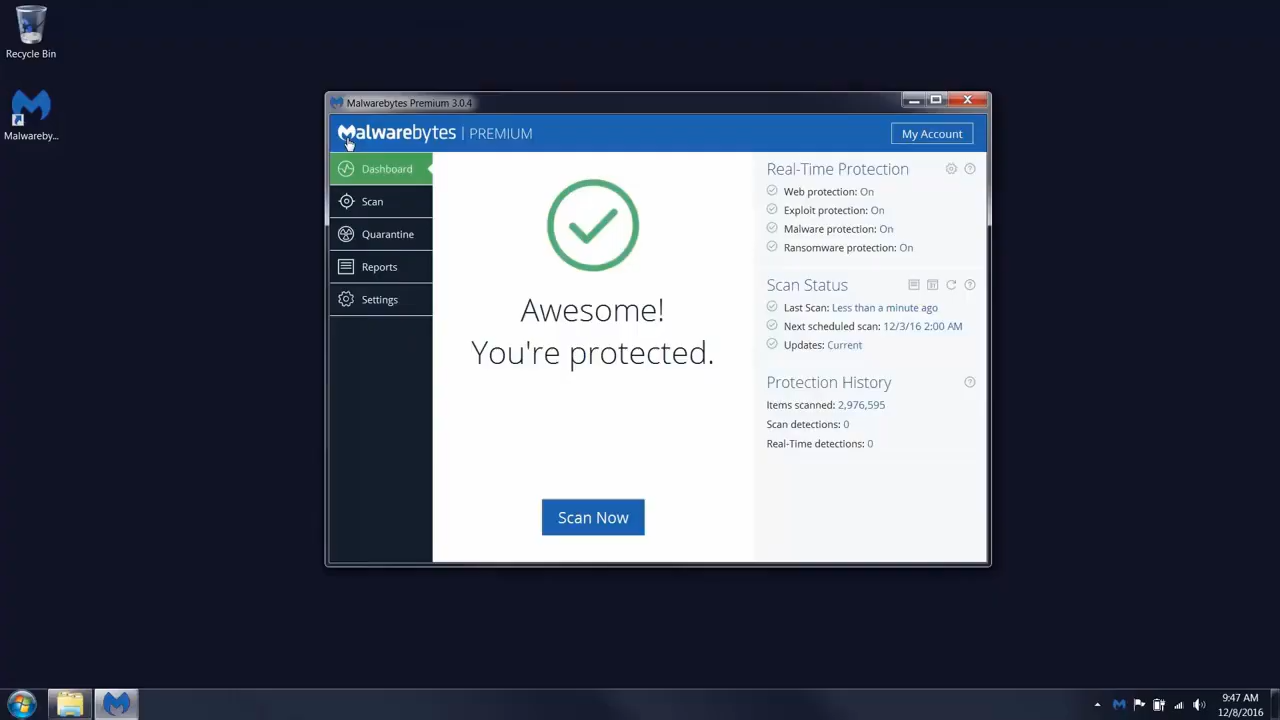 Recycle Bin
Malwareby...
Malwarebytes Premium 3.0.4
Malwarebytes | PREMIUM
My Account
Dashboard
Scan
Quarantine
Reports
Settings
Awesome!
You're protected.
Scan Now
Real-Time Protection
Web protection: On
Exploit protection: On
Malware protection: On
Ransomware protection: On
Scan Status
Last Scan: Less than a minute ago
Next scheduled scan: 12/3/16 2:00 AM
Updates: Current
Protection History
Items scanned: 2,976,595
Scan detections: 0
Real-Time detections: 0
9:47 AM
12/8/2016